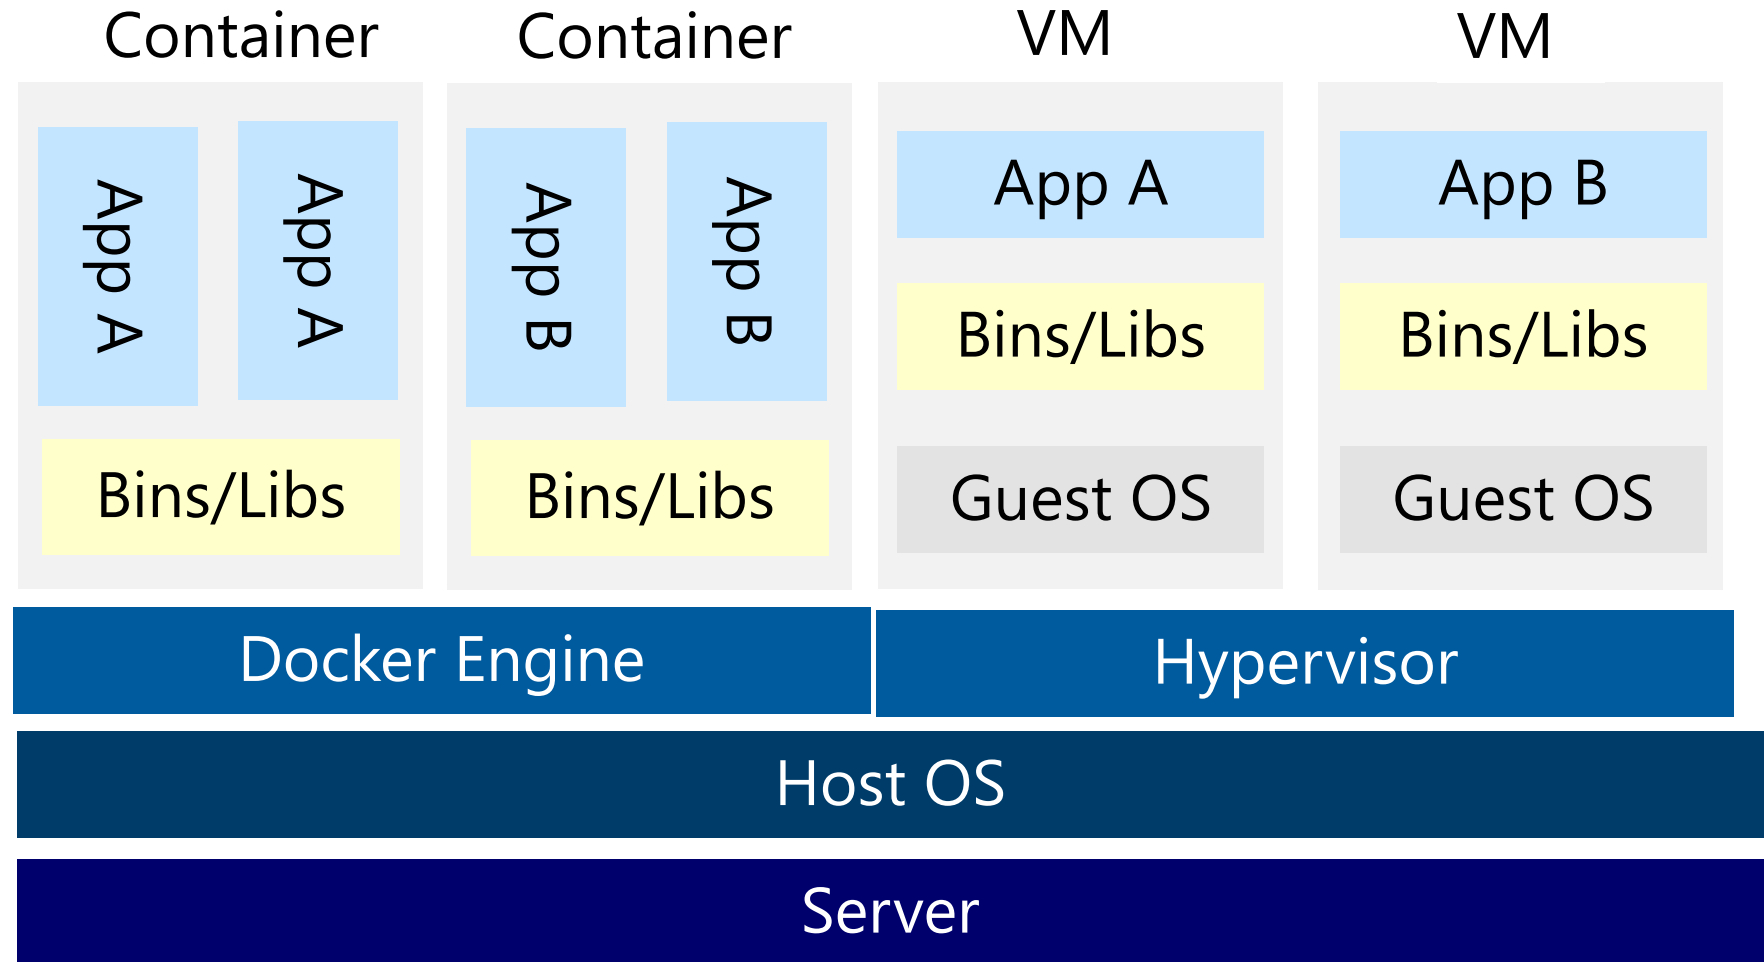 Container
Container
VM
VM
App A
App A
App B
App B
App A
App B
Bins/Libs
Bins/Libs
Bins/Libs
Bins/Libs
Guest OS
Guest OS
Docker Engine
Hypervisor
Host OS
Server